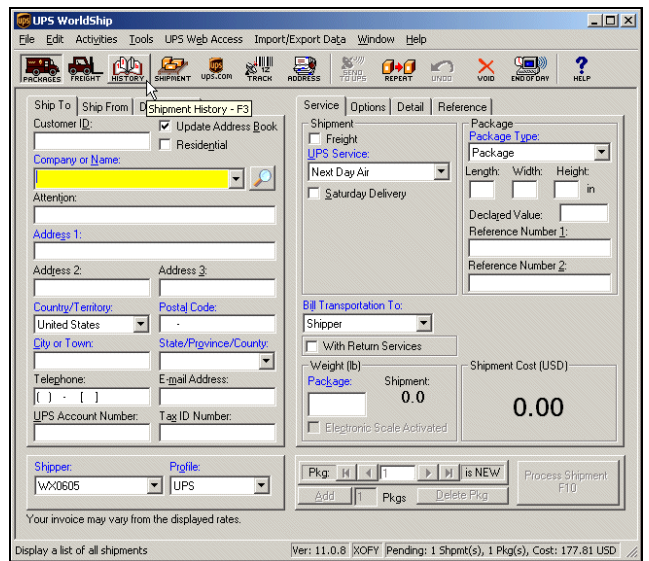 UPS WorldShip
File Edit Activities Tools UPS Web Access Import/Export Data Window Help
PACKAGES FREIGHT HISTORY SHIPMENT UPS.COM TRACK ADDRESS SEND TO UPS REPEAT UNDO VOID END OF DAY HELP
Ship To Ship From D Shipment History - F3
Customer ID:
Update Address Book
Residential
Company or Name:
Attention:
Address 1:
Address 2: Address 3:
Country/Territory: Postal Code:
United States -
City or Town: State/Province/County:
Telephone: E-mail Address:
( ) - [ ]
UPS Account Number: Tax ID Number:
Shipper: Profile:
WX0605 UPS
Your invoice may vary from the displayed rates.
Service Options Detail Reference
Shipment
Freight
UPS Service:
Next Day Air
Saturday Delivery
Package
Package Type:
Package
Length: Width: Height:
in
Declared Value:
Reference Number 1:
Reference Number 2:
Bill Transportation To:
Shipper
With Return Services
Weight (lb)
Package: Shipment:
0.0
Electronic Scale Activated
Shipment Cost (USD)
0.00
Pkg: 1 is NEW
Add 1 Pkgs Delete Pkg
Process Shipment
F10
Display a list of all shipments Ver: 11.0.8 XOFY Pending: 1 Shpmt(s), 1 Pkg(s), Cost: 177.81 USD